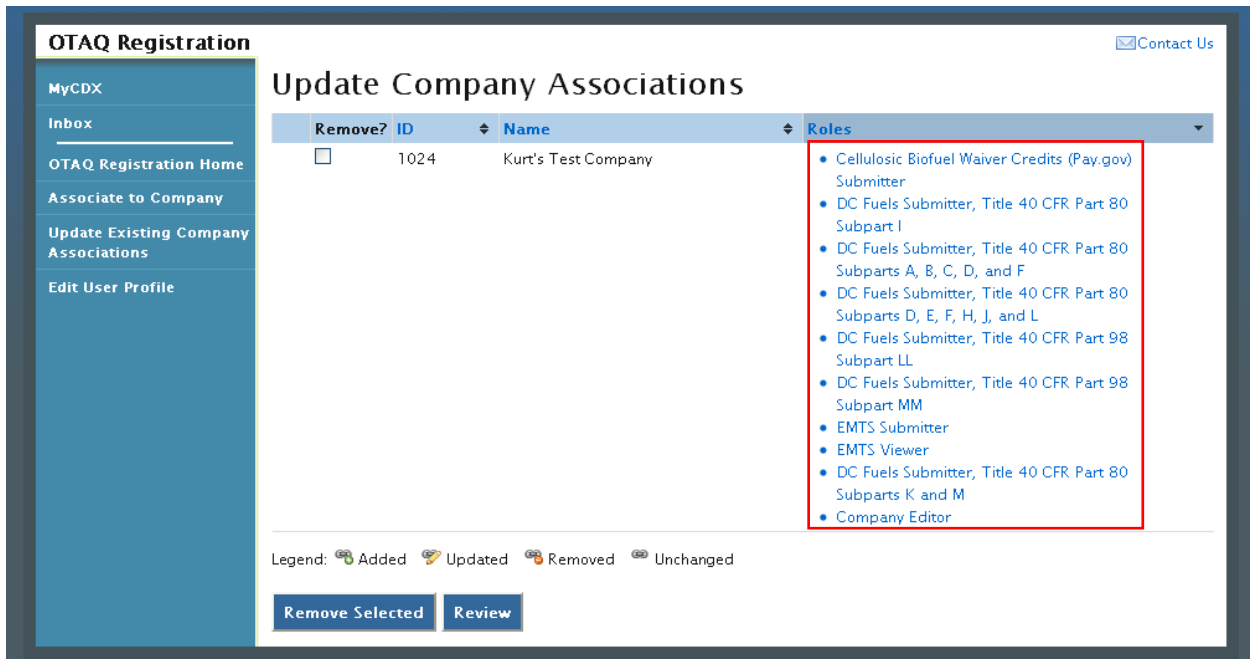 OTAQ Registration
Contact Us
MyCDX
Inbox
OTAQ Registration Home
Associate to Company
Update Existing Company
Associations
Edit User Profile
Update Company Associations
Remove? ID Name Roles
1024 Kurt's Test Company
Cellulosic Biofuel Waiver Credits (Pay.gov)
Submitter
DC Fuels Submitter, Title 40 CFR Part 80
Subpart I
DC Fuels Submitter, Title 40 CFR Part 80
Subparts A, B, C, D, and F
DC Fuels Submitter, Title 40 CFR Part 80
Subparts D, E, F, H, J, and L
DC Fuels Submitter, Title 40 CFR Part 98
Subpart LL
DC Fuels Submitter, Title 40 CFR Part 98
Subpart MM
EMTS Submitter
EMTS Viewer
DC Fuels Submitter, Title 40 CFR Part 80
Subparts K and M
Company Editor
Legend: Added Updated Removed Unchanged
Remove Selected Review